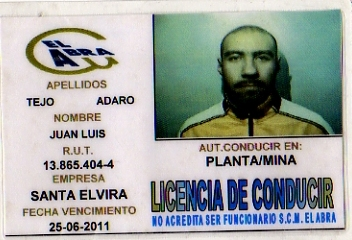 EL ABRA
APELLIDOS
TEJO ADARO
NOMBRE
JUAN LUIS
R.U.T.
13.865.404-4
EMPRESA
SANTA ELVIRA
FECHA VENCIMIENTO
25-06-2011
AUT.CONDUCIR EN:
PLANTA/MINA
LICENCIA DE CONDUCIR
NO ACREDITA SER FUNCIONARIO S.C.M. EL ABRA